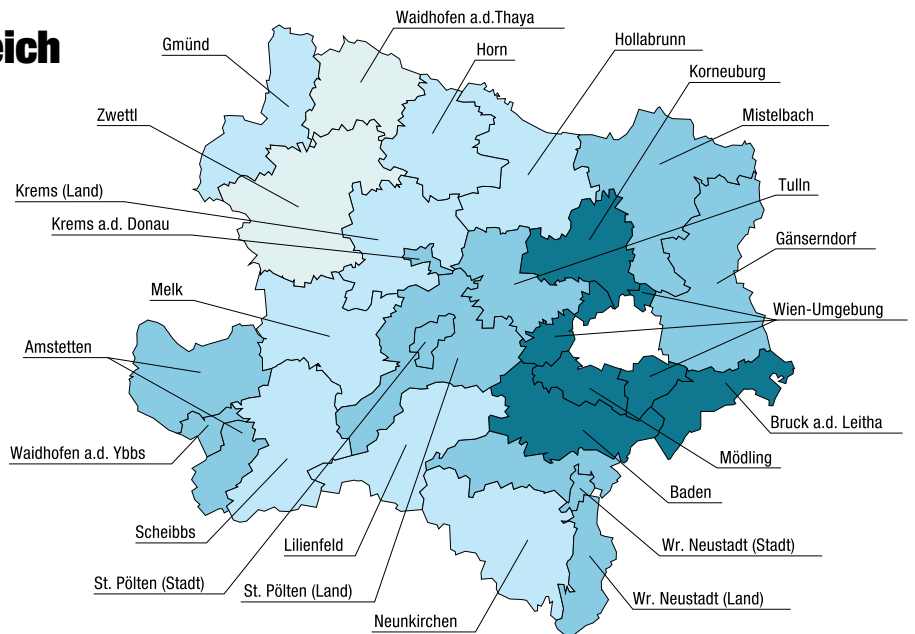 eich
Waidhofen a.d.Thaya
Gmünd
Horn
Hollabrunn
Korneuburg
Zwettl
Mistelbach
Krems (Land)
Tulln
Krems a.d. Donau
Gänserndorf
Melk
Wien-Umgebung
Amstetten
Bruck a.d. Leitha
Waidhofen a.d. Ybbs
Mödling
Baden
Scheibbs
Lilienfeld
Wr. Neustadt (Stadt)
St. Pölten (Stadt)
St. Pölten (Land)
Wr. Neustadt (Land)
Neunkirchen